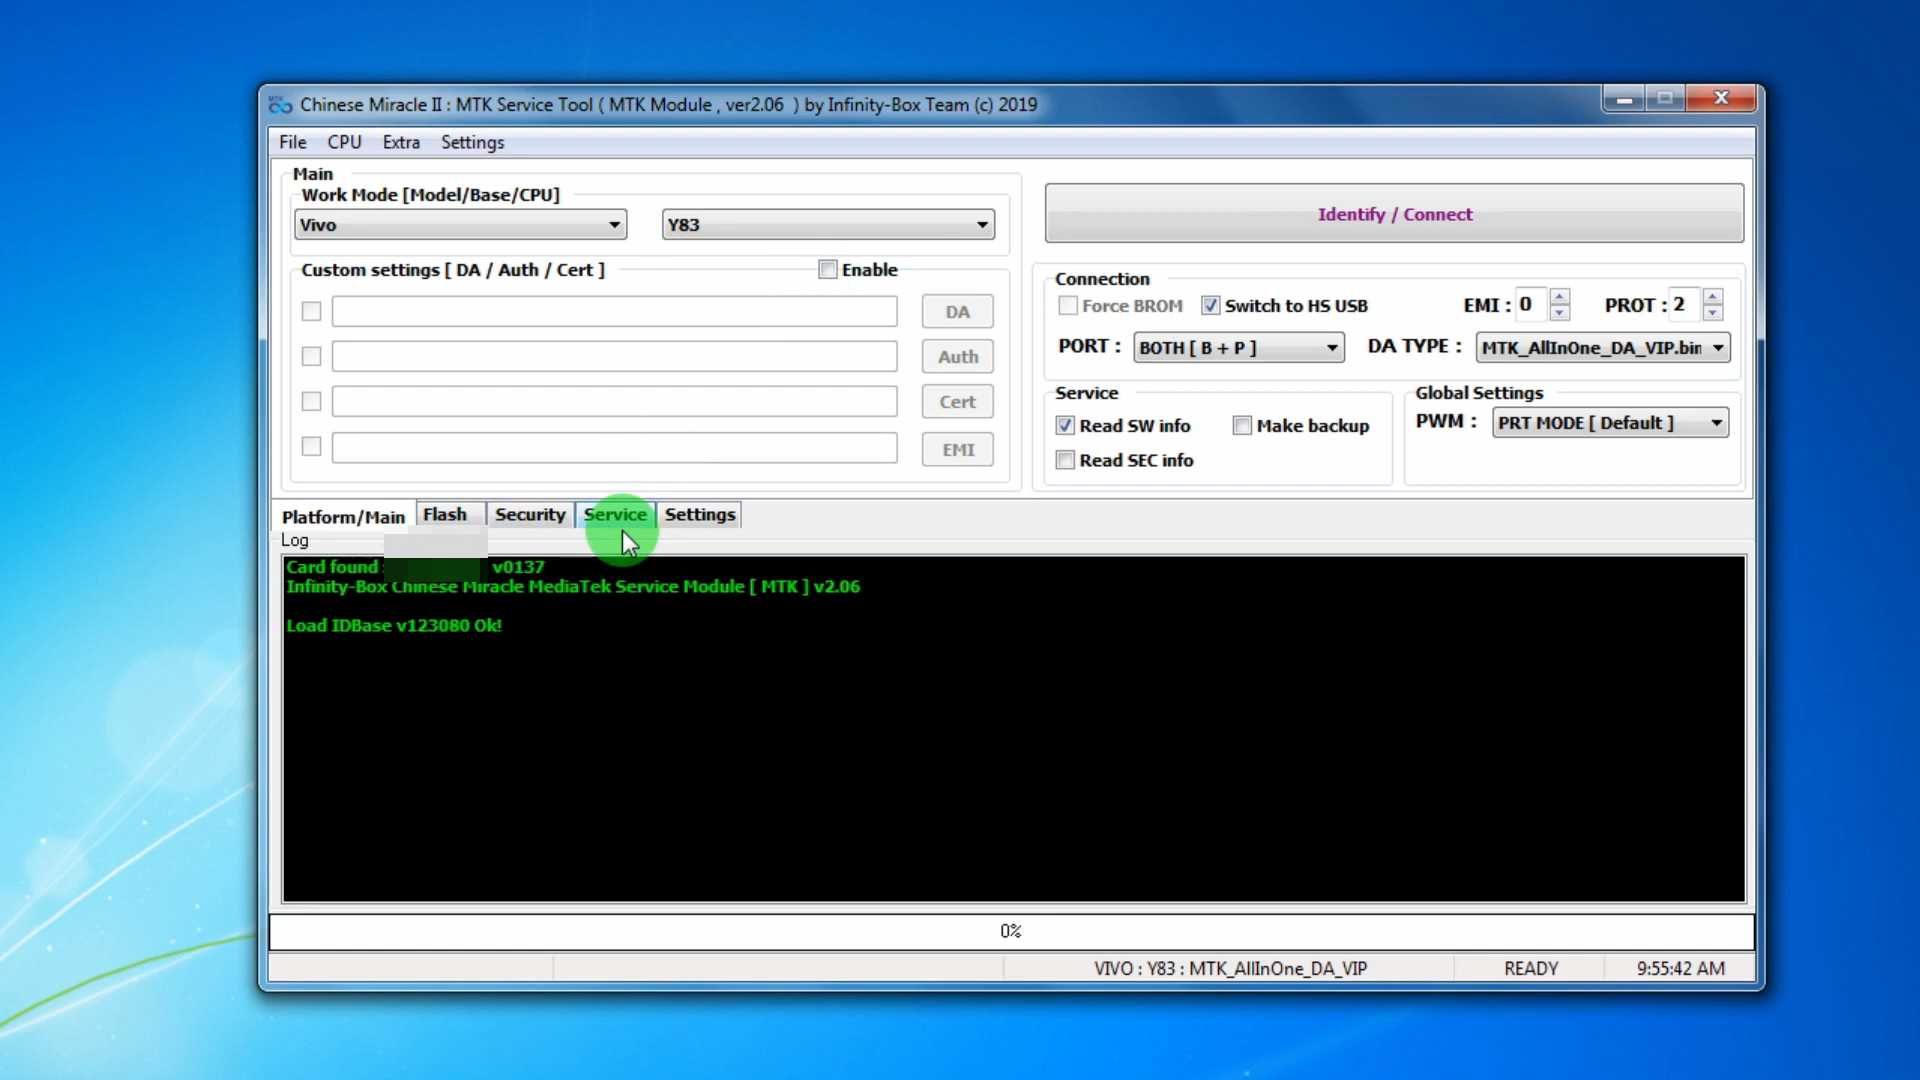 Chinese Miracle II : MTK Service Tool ( MTK Module , ver2.06 ) by Infinity-Box Team (c) 2019
File CPU Extra Settings
Main
Work Mode [Model/Base/CPU]
Vivo Y83
Identify / Connect
Custom settings [ DA / Auth / Cert ] Enable
DA
Auth
Cert
EMI
Connection
Force BROM Switch to HS USB EMI : 0 PROT : 2
PORT : BOTH [ B + P ] DA TYPE : MTK_AllInOne_DA_VIP.bin
Service
Read SW info Make backup
Read SEC info
Global Settings
PWM : PRT MODE [ Default ]
Platform/Main Flash Security Service Settings
Log
Card found : v0137
Infinity-Box Chinese Miracle MediaTek Service Module [ MTK ] v2.06
Load IDBase v123080 Ok!
0%
VIVO : Y83 : MTK_AllInOne_DA_VIP READY 9:55:42 AM